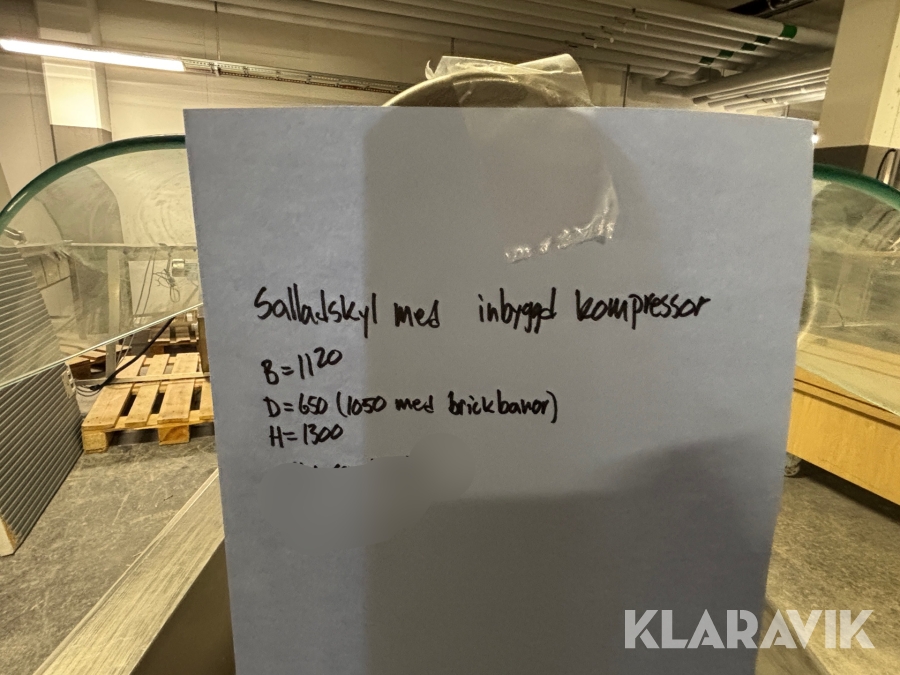 Salladskyl med inbyggd kompressor
B=1120
D=650 (1050 med brickbanor)
H=1300
KLARAVIK